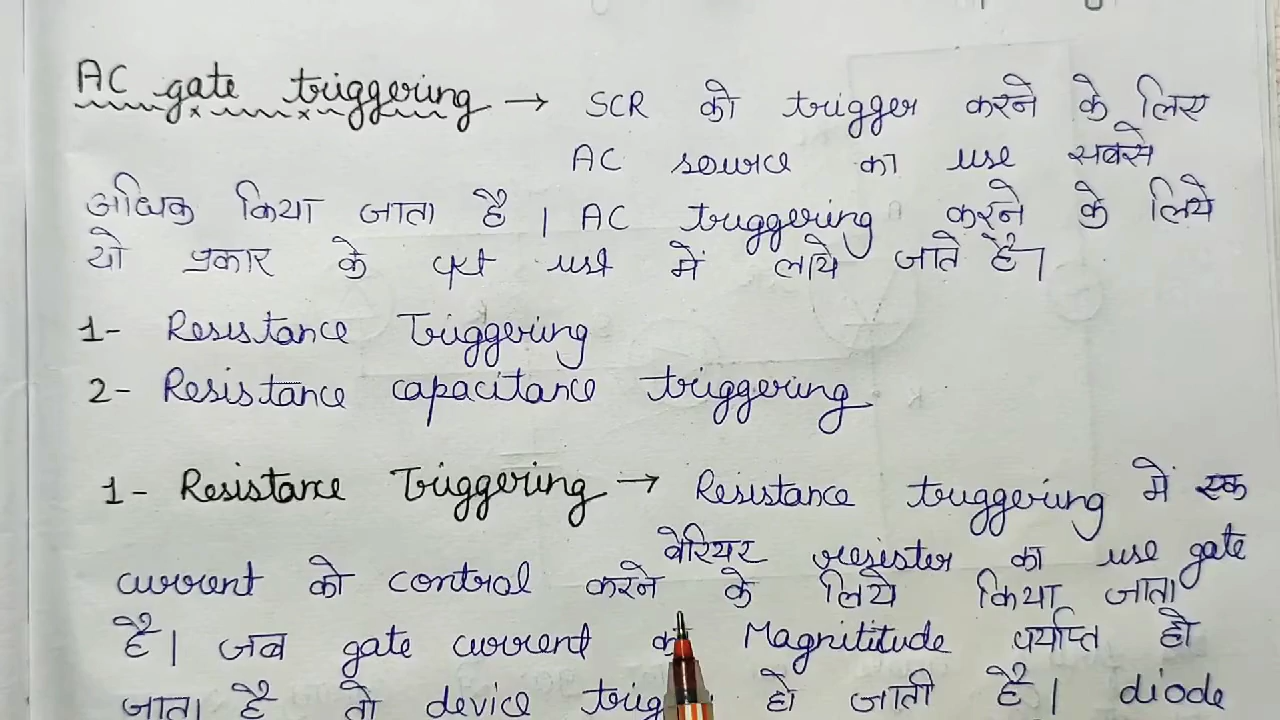 AC gate triggering → SCR को trigger करने के लिए
AC source का use सबसे
अधिक किया जाता है । AC triggering करने के लिये
यो प्रकार के ckt use में लाये जाते है।
1- Resistance Triggering
2- Resistance capacitance triggering
1- Resistance Triggering → Resistance triggering में एक
वेरियर resister का use gate
current को control करने के लिये किया जाता
है। जब gate current Magnititude पर्याप्त हो
जाता है तो device हो जाती है। diode